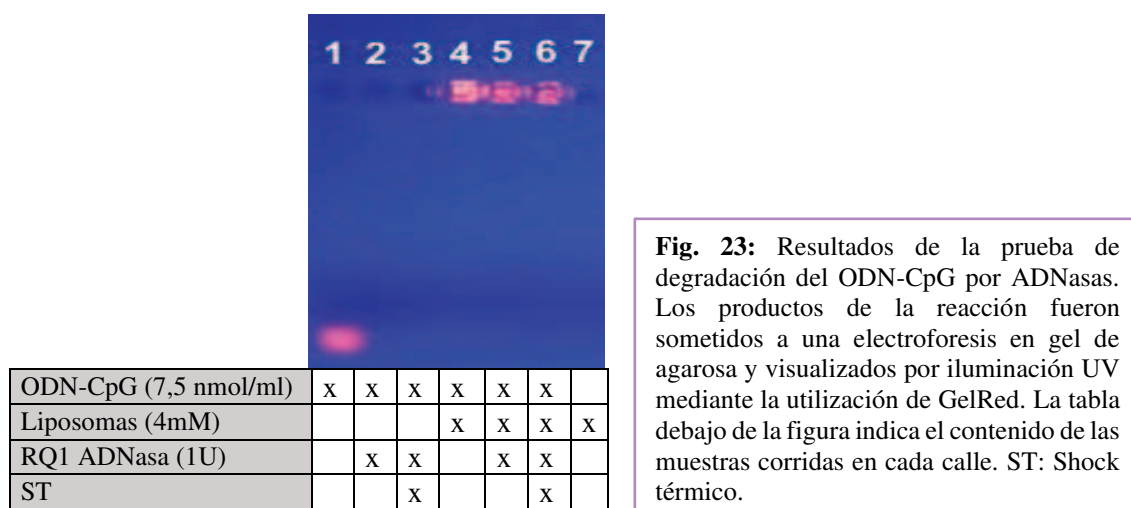 1 2 3 4 5 6 7
ODN-CpG (7,5 nmol/ml) x x x x x x
Liposomas (4mM) x x x x
RQ1 ADNasa (1U) x x x x
ST x x
Fig. 23: Resultados de la prueba de
degradación del ODN-CpG por ADNasas.
Los productos de la reacción fueron
sometidos a una electroforesis en gel de
agarosa y visualizados por iluminación UV
mediante la utilización de GelRed. La tabla
debajo de la figura indica el contenido de las
muestras corridas en cada calle. ST: Shock
térmico.